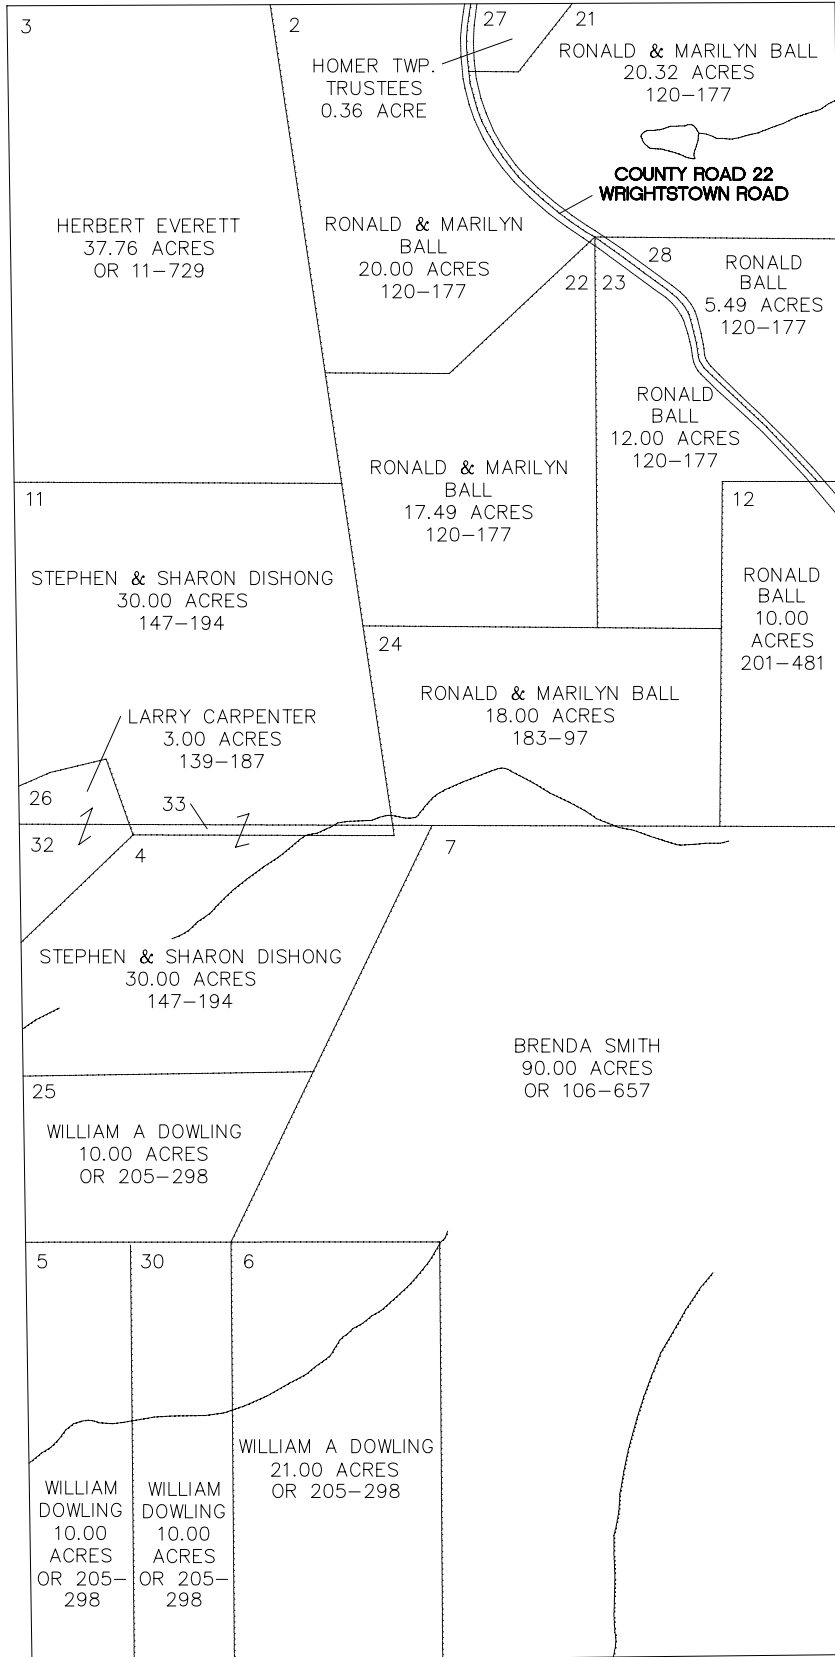 3
2
27
21
HOMER TWP.
TRUSTEES
0.36 ACRE
RONALD & MARILYN BALL
20.32 ACRES
120-177
COUNTY ROAD 22
WRIGHTSTOWN ROAD
HERBERT EVERETT
37.76 ACRES
OR 11-729
RONALD & MARILYN
BALL
20.00 ACRES
120-177
22
23
28
RONALD
BALL
5.49 ACRES
120-177
RONALD
BALL
12.00 ACRES
120-177
RONALD & MARILYN
BALL
17.49 ACRES
120-177
11
12
STEPHEN & SHARON DISHONG
30.00 ACRES
147-194
RONALD
BALL
10.00
ACRES
201-481
24
RONALD & MARILYN BALL
18.00 ACRES
183-97
LARRY CARPENTER
3.00 ACRES
139-187
26
33
32
4
7
STEPHEN & SHARON DISHONG
30.00 ACRES
147-194
BRENDA SMITH
90.00 ACRES
OR 106-657
25
WILLIAM A DOWLING
10.00 ACRES
OR 205-298
5
30
6
WILLIAM A DOWLING
21.00 ACRES
OR 205-298
WILLIAM
DOWLING
10.00
ACRES
OR 205-
298
WILLIAM
DOWLING
10.00
ACRES
OR 205-
298